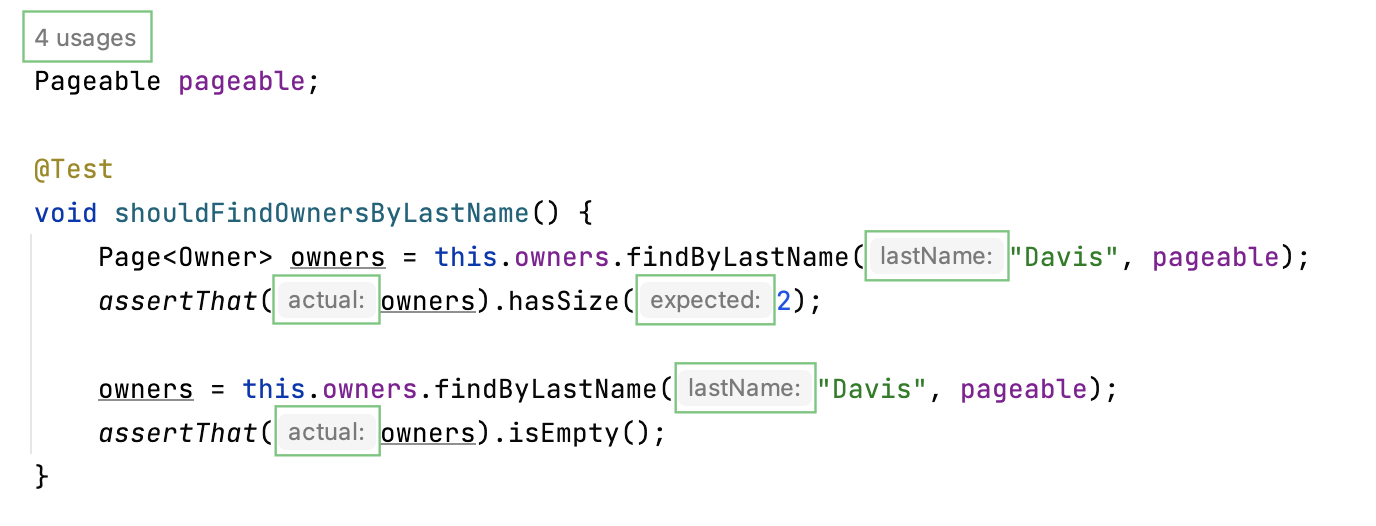 4 usages
Pageable pageable;
@Test
void shouldFindOwnersByLastName() {
Page<Owner> owners = this.owners.findByLastName( lastName: "Davis", pageable);
assertThat( actual: owners).hasSize( expected: 2);
owners = this.owners.findByLastName( lastName: "Davis", pageable);
assertThat( actual: owners).isEmpty();
}